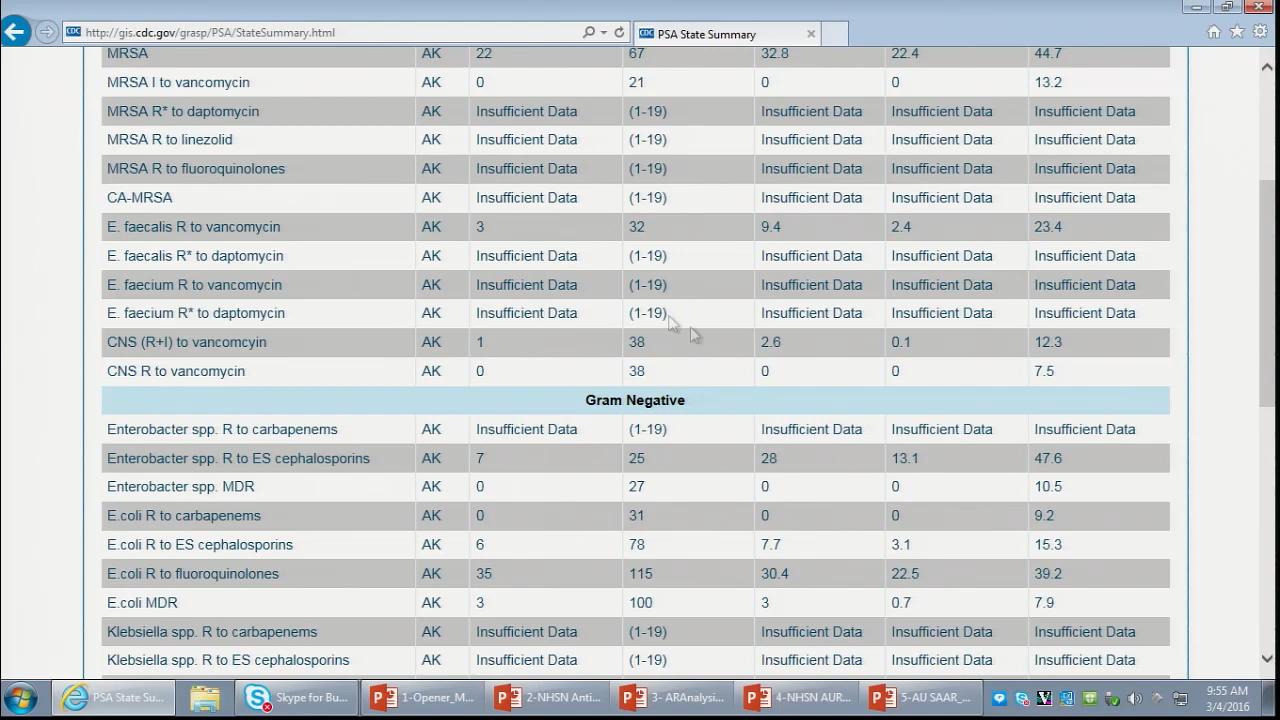 http://gis.cdc.gov/grasp/PSA/StateSummary.html
CDC PSA State Summary
MRSA AK 22 67 32.8 22.4 44.7
MRSA I to vancomycin AK 0 21 0 0 13.2
MRSA R* to daptomycin AK Insufficient Data (1-19) Insufficient Data Insufficient Data Insufficient Data
MRSA R to linezolid AK Insufficient Data (1-19) Insufficient Data Insufficient Data Insufficient Data
MRSA R to fluoroquinolones AK Insufficient Data (1-19) Insufficient Data Insufficient Data Insufficient Data
CA-MRSA AK Insufficient Data (1-19) Insufficient Data Insufficient Data Insufficient Data
E. faecalis R to vancomycin AK 3 32 9.4 2.4 23.4
E. faecalis R* to daptomycin AK Insufficient Data (1-19) Insufficient Data Insufficient Data Insufficient Data
E. faecium R to vancomycin AK Insufficient Data (1-19) Insufficient Data Insufficient Data Insufficient Data
E. faecium R* to daptomycin AK Insufficient Data (1-19) Insufficient Data Insufficient Data Insufficient Data
CNS (R+I) to vancomcyin AK 1 38 2.6 0.1 12.3
CNS R to vancomycin AK 0 38 0 0 7.5
Gram Negative
Enterobacter spp. R to carbapenems AK Insufficient Data (1-19) Insufficient Data Insufficient Data Insufficient Data
Enterobacter spp. R to ES cephalosporins AK 7 25 28 13.1 47.6
Enterobacter spp. MDR AK 0 27 0 0 10.5
E.coli R to carbapenems AK 0 31 0 0 9.2
E.coli R to ES cephalosporins AK 6 78 7.7 3.1 15.3
E.coli R to fluoroquinolones AK 35 115 30.4 22.5 39.2
E.coli MDR AK 3 100 3 0.7 7.9
Klebsiella spp. R to carbapenems AK Insufficient Data (1-19) Insufficient Data Insufficient Data Insufficient Data
Klebsiella spp. R to ES cephalosporins AK Insufficient Data (1-19) Insufficient Data Insufficient Data Insufficient Data
PSA State Su... Skype for Bu... 1-Opener_M... 2-NHSN Anti... 3- ARAnalysi... 4-NHSN AUR... 5-AU SAAR_... 9:55 AM
3/4/2016